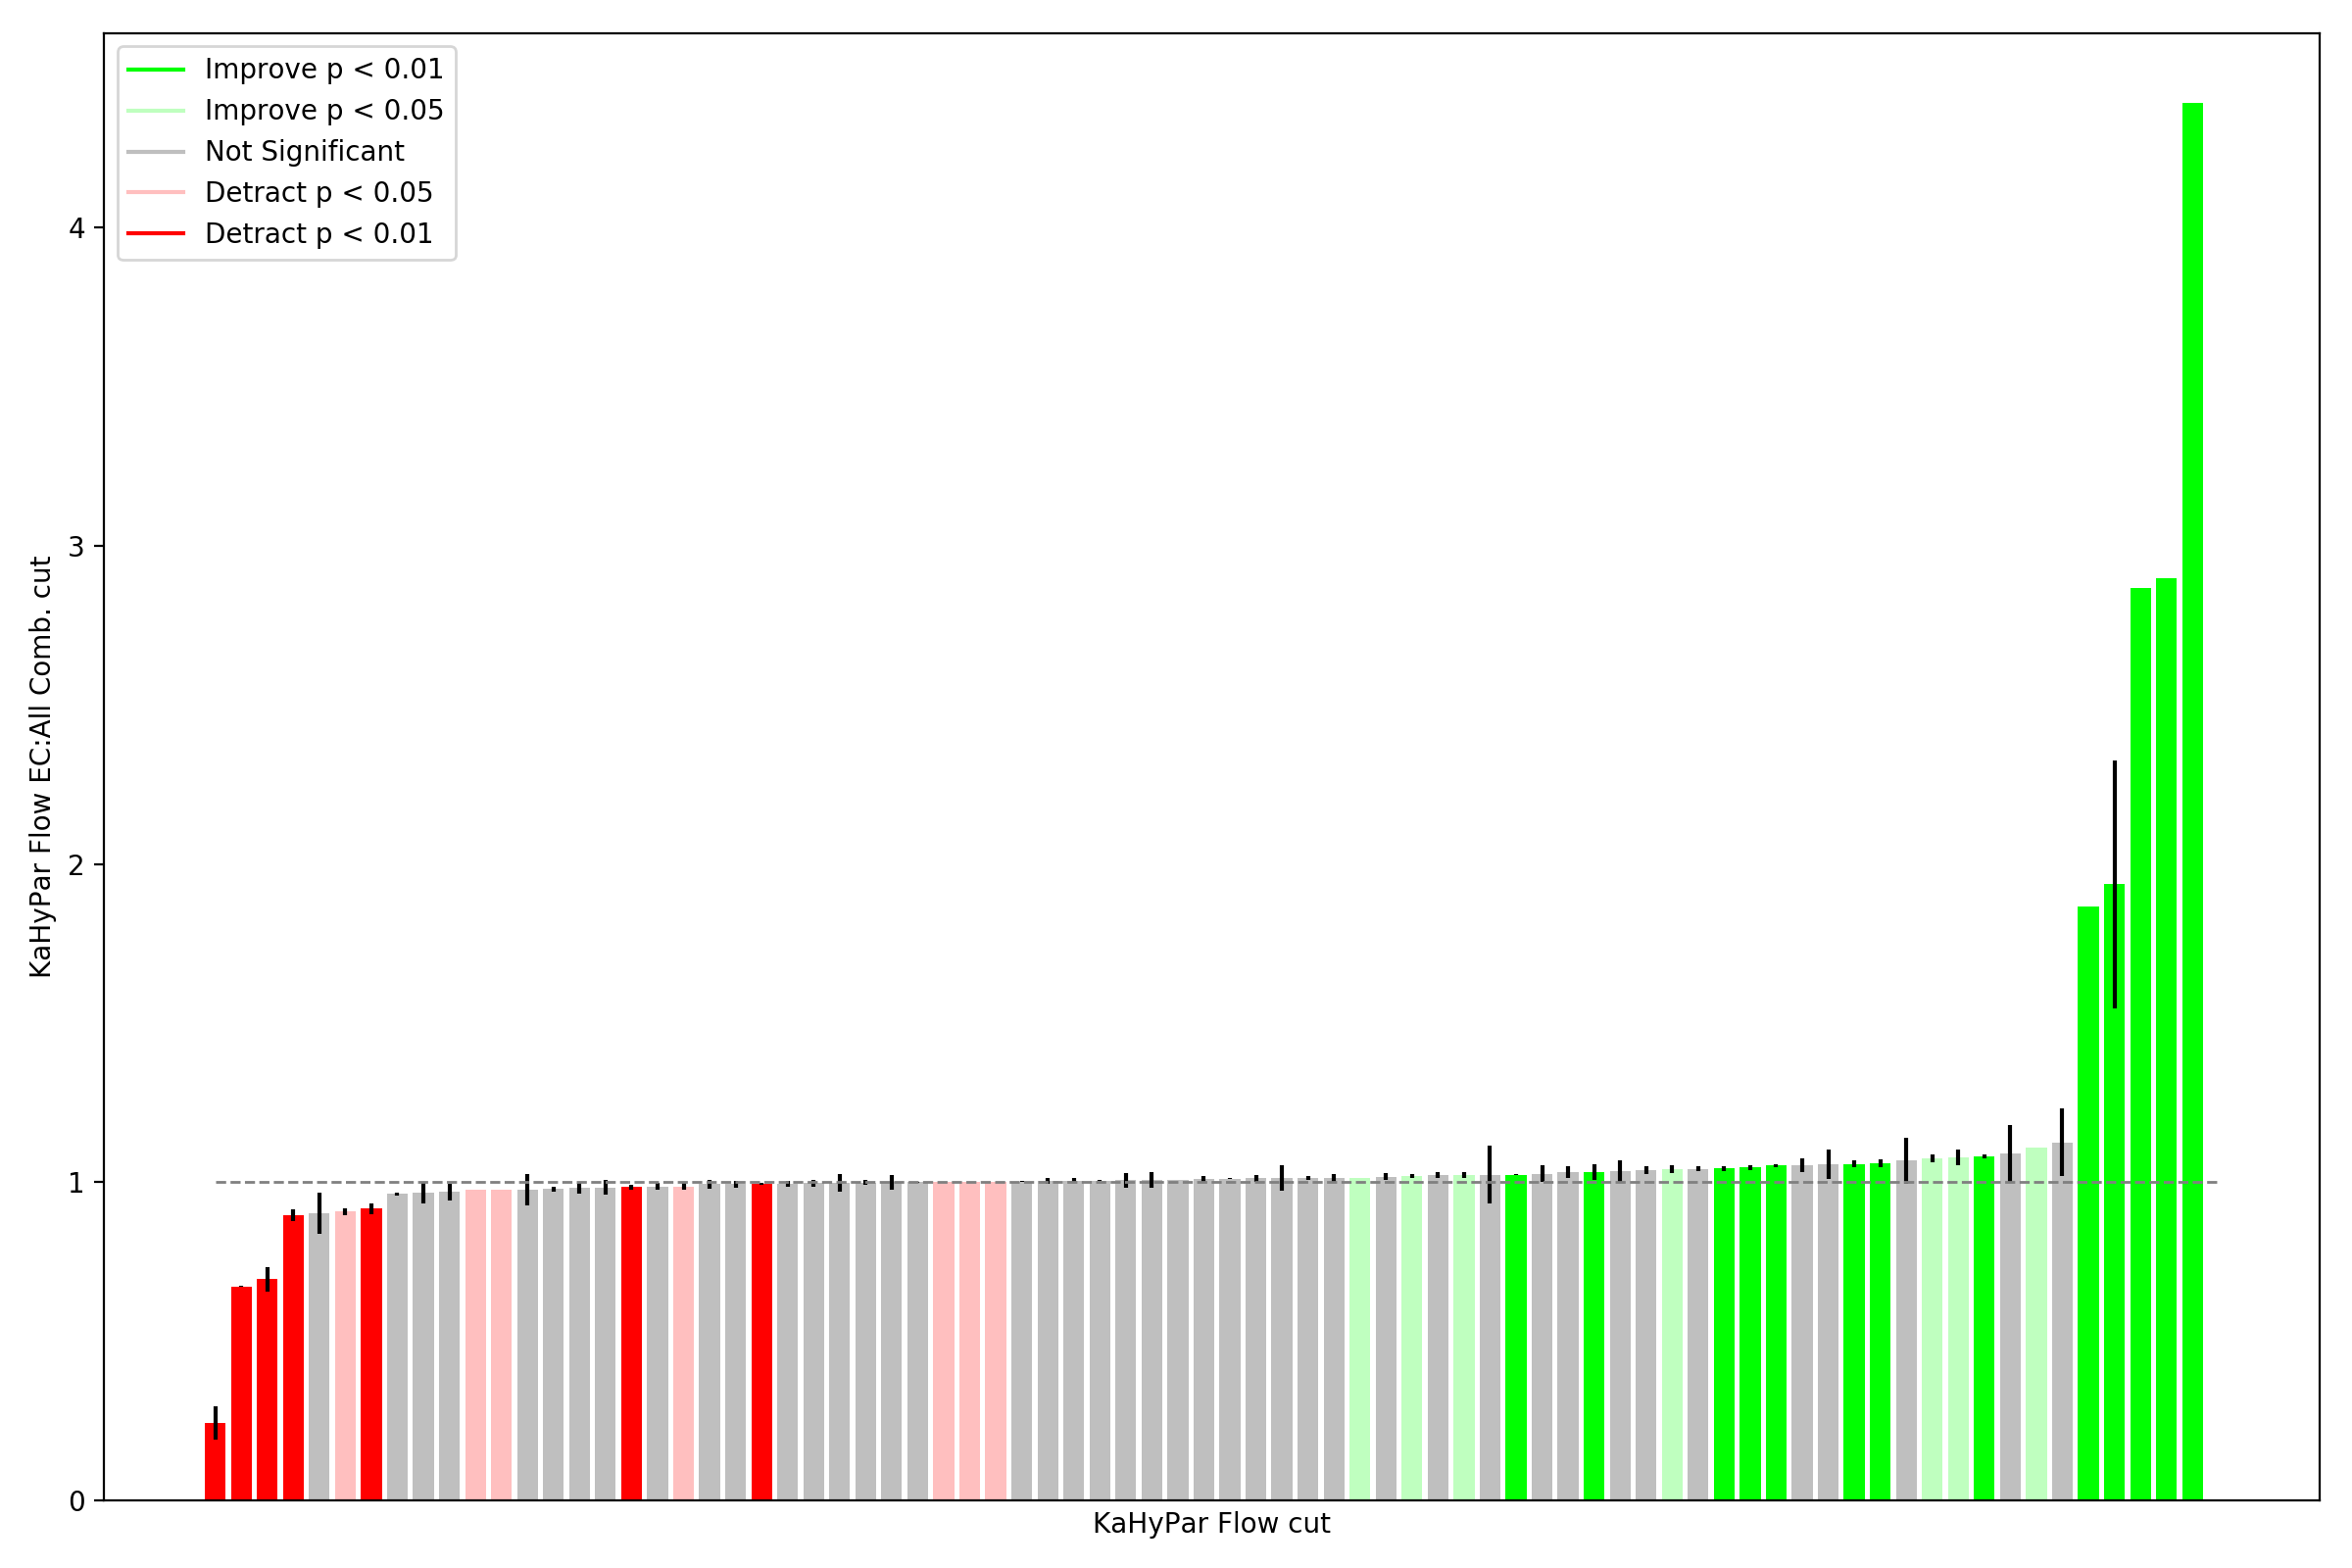 Improve p < 0.01
Improve p < 0.05
Not Significant
Detract p < 0.05
Detract p < 0.01
4
3
2
1
0
KaHyPar Flow EC:All Comb. cut
KaHyPar Flow cut